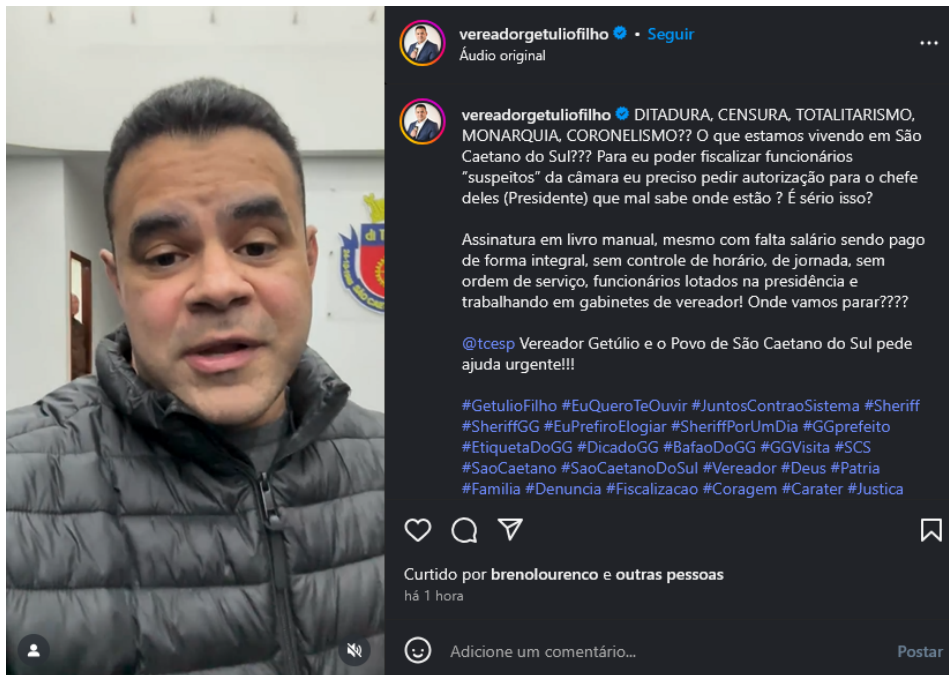 vereadorgetuliofilho • Seguir
Áudio original
vereadorgetuliofilho DITADURA, CENSURA, TOTALITARISMO,
MONARQUIA, CORONELISMO?? O que estamos vivendo em São
Caetano do Sul??? Para eu poder fiscalizar funcionários
"suspeitos" da câmara eu preciso pedir autorização para o chefe
deles (Presidente) que mal sabe onde estão ? É sério isso?
Assinatura em livro manual, mesmo com falta salário sendo pago
de forma integral, sem controle de horário, de jornada, sem
ordem de serviço, funcionários lotados na presidência e
trabalhando em gabinetes de vereador! Onde vamos parar????
@tcesp Vereador Getúlio e o Povo de São Caetano do Sul pede
ajuda urgente!!!
#GetulioFilho #EuQueroTeOuvir #JuntosContraoSistema #Sheriff
#SheriffGG #EuPrefiroElogiar #SheriffPorUmDia #GGprefeito
#EtiquetaDoGG #DicadoGG #BafaoDoGG #GGVisita #SCS
#SaoCaetano #SaoCaetanoDoSul #Vereador #Deus #Patria
#Familia #Denuncia #Fiscalizacao #Coragem #Carater #Justica
Curtido por brenolourenco e outras pessoas
há 1 hora
Adicione um comentário...
Postar